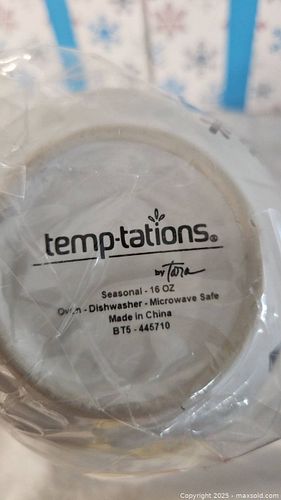 temp-tations®
by Tara
Seasonal - 16 OZ
Oven - Dishwasher - Microwave Safe
Made in China
BT5 - 445710
Copyright © 2025 - maxsold.com